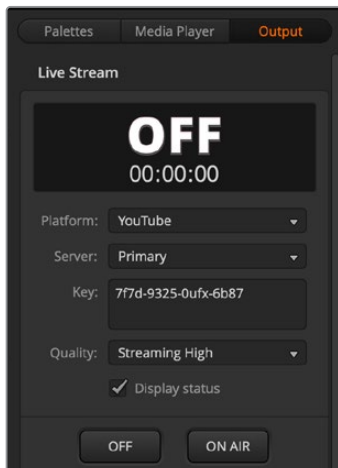 Palettes Media Player Output
Live Stream
OFF
00:00:00
Platform: YouTube
Server: Primary
Key: 7f7d-9325-0ufx-6b87
Quality: Streaming High
Display status
OFF ON AIR